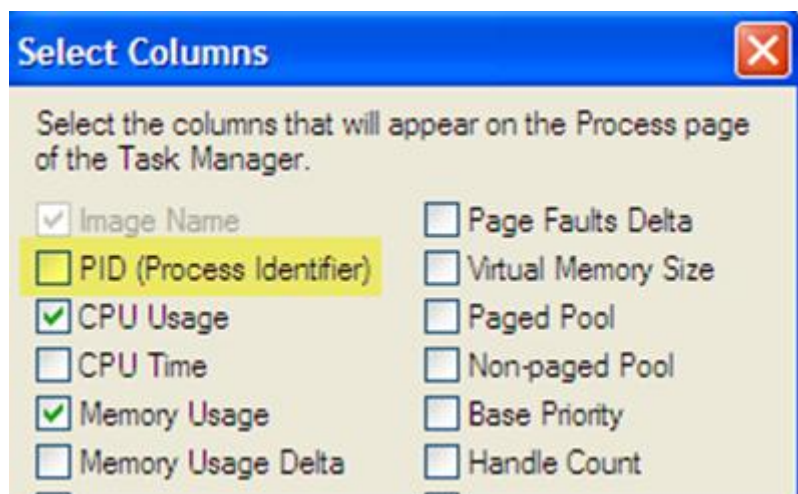 Select Columns
Select the columns that will appear on the Process page
of the Task Manager.
Image Name
PID (Process Identifier)
CPU Usage
CPU Time
Memory Usage
Memory Usage Delta
Page Faults Delta
Virtual Memory Size
Paged Pool
Non-paged Pool
Base Priority
Handle Count